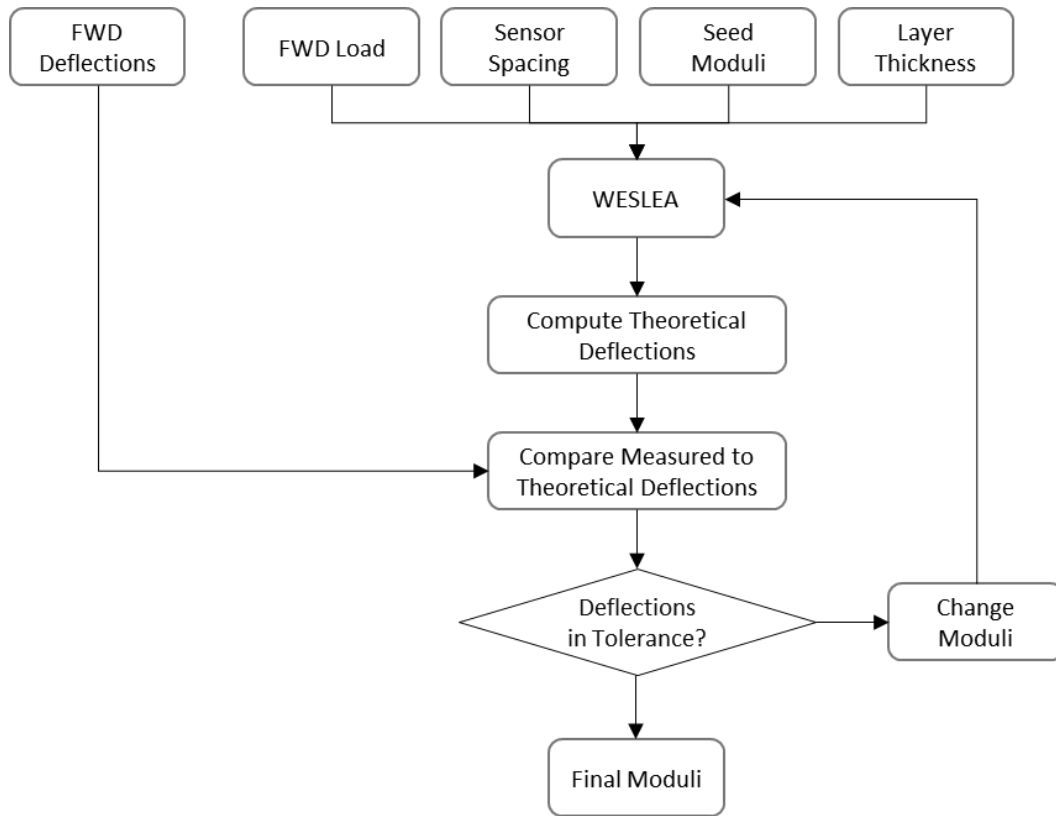 FWD
Deflections
FWD Load
Sensor
Spacing
Seed
Moduli
Layer
Thickness
WESLEA
Compute Theoretical
Deflections
Compare Measured to
Theoretical Deflections
Deflections
in Tolerance?
Change
Moduli
Final Moduli